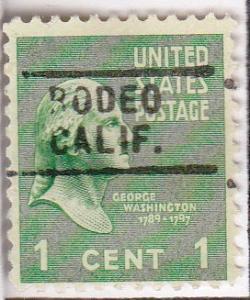 UNITED
STATES
POSTAGE
RODEO
CALIF.
GEORGE
WASHINGTON
1789-1797
1 CENT 1